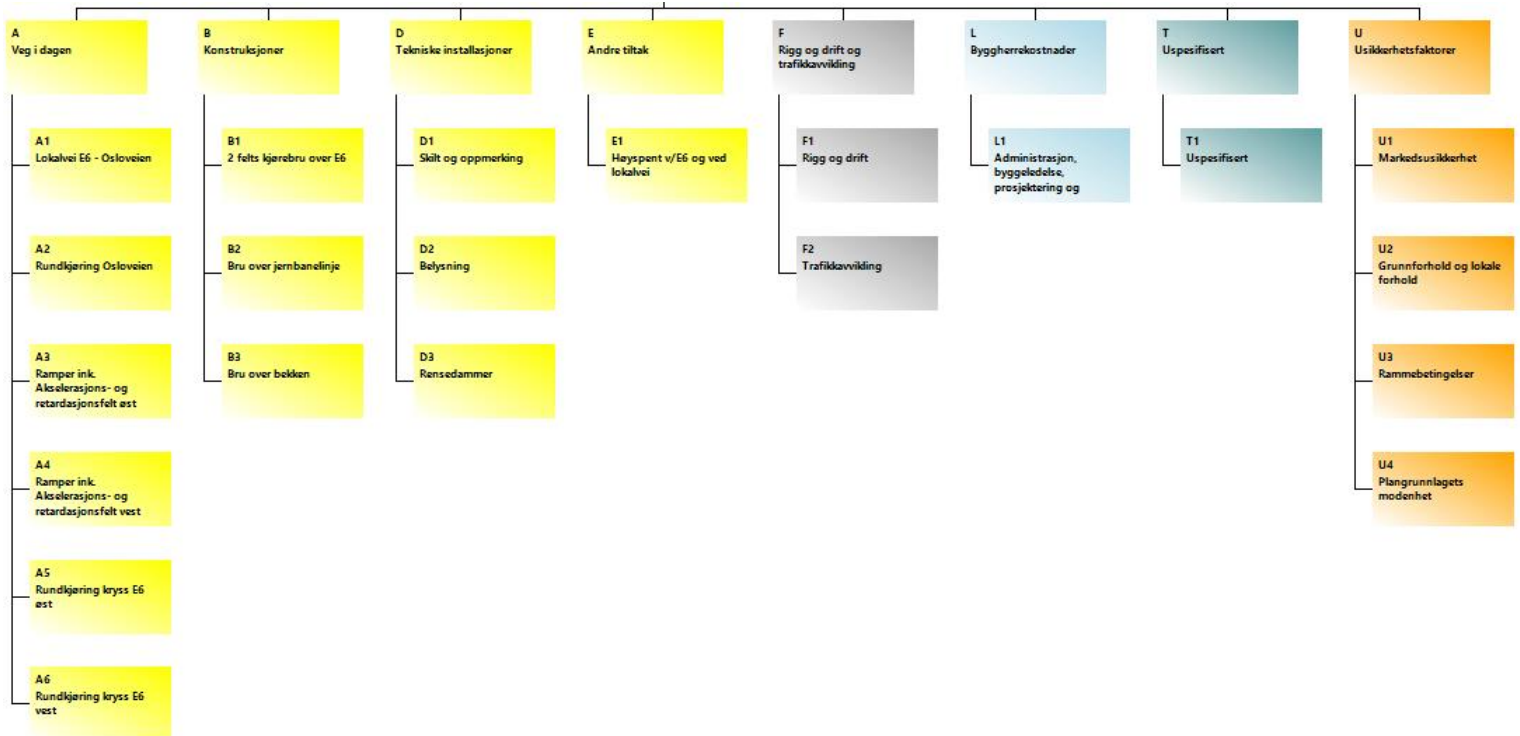 A
Veg i dagen
B
Konstruksjoner
D
Tekniske installasjoner
E
Andre tiltak
F
Rigg og drift og
trafikkavvikling
L
Byggherrekostnader
T
Uspesifisert
U
Usikkerhetsfaktorer
A1
Lokalvei E6 - Osloveien
B1
2 felts kjørebru over E6
D1
Skilt og oppmerking
E1
Høyspent v/E6 og ved
lokalvei
F1
Rigg og drift
L1
Administrasjon,
byggeledelse,
prosjektering og
T1
Uspesifisert
U1
Markedsusikkerhet
A2
Rundkjøring Osloveien
B2
Bru over jernbanelinje
D2
Belysning
F2
Trafikkavvikling
U2
Grunnforhold og lokale
forhold
A3
Ramper ink.
Akselerasjons- og
retardasjonsfelt øst
B3
Bru over bekken
D3
Rensedammer
U3
Rammebetingelser
A4
Ramper ink.
Akselerasjons- og
retardasjonsfelt vest
U4
Plangrunnlagets
modenhet
A5
Rundkjøring kryss E6
øst
A6
Rundkjøring kryss E6
vest